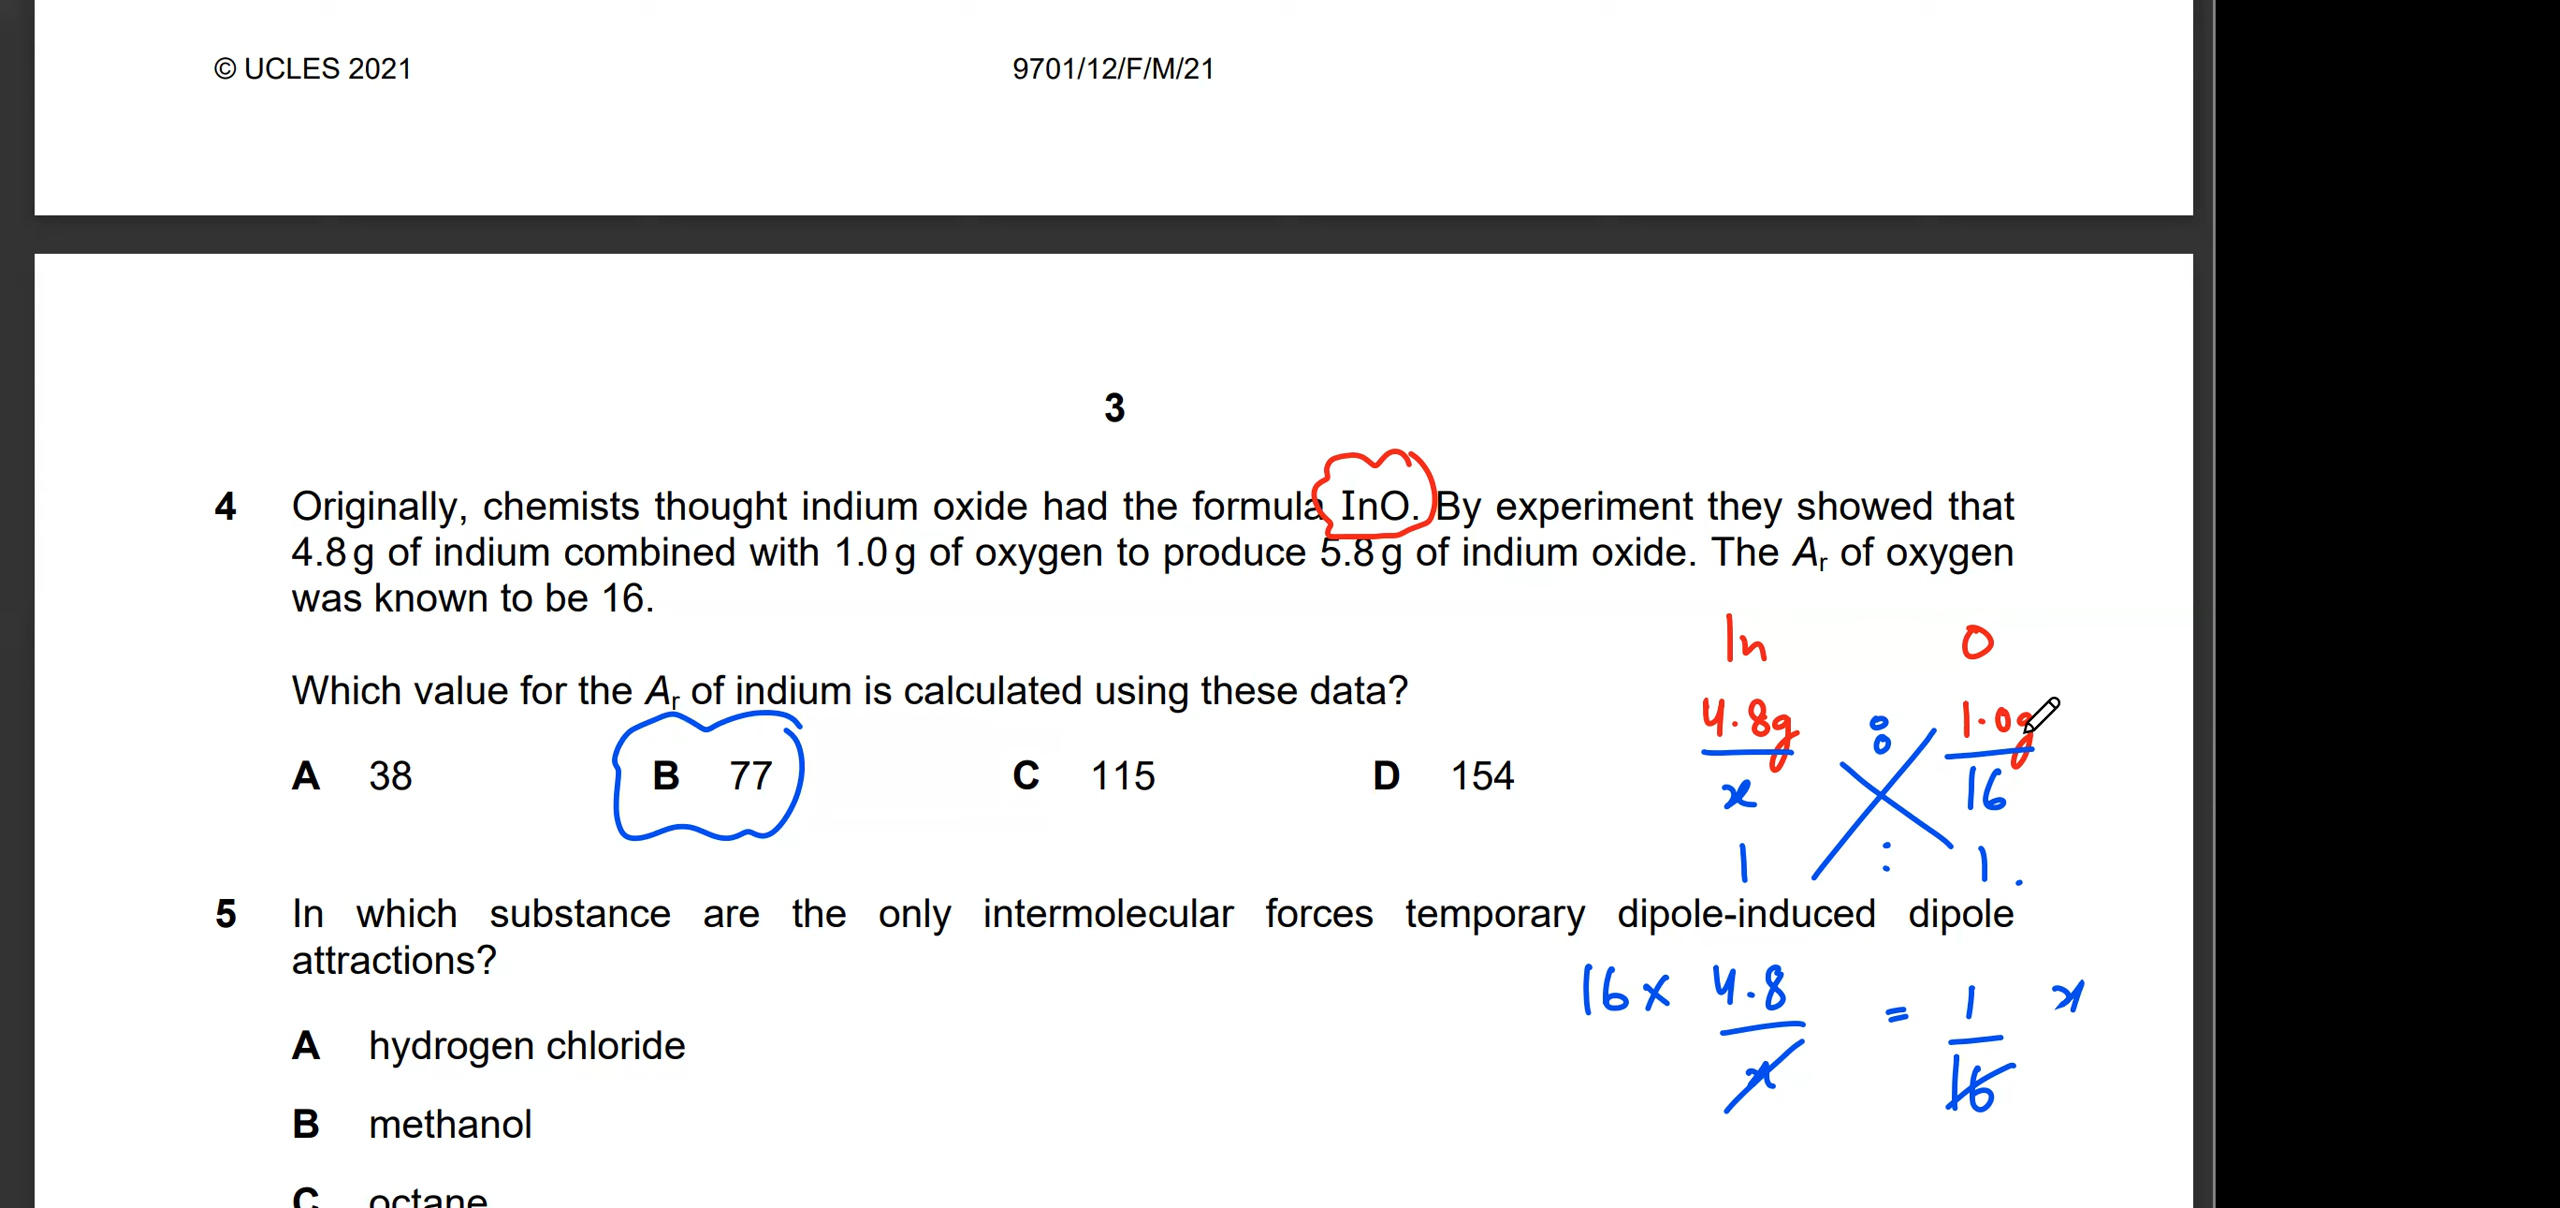 © UCLES 2021 9701/12/F/M/21
3
4 Originally, chemists thought indium oxide had the formula InO. By experiment they showed that
4.8 g of indium combined with 1.0 g of oxygen to produce 5.8 g of indium oxide. The Ar of oxygen
was known to be 16.
In O
Which value for the Ar of indium is calculated using these data?
4.8g : 1.0g
A 38 B 77 C 115 D 154
x 16
1 : 1.
5 In which substance are the only intermolecular forces temporary dipole-induced dipole
attractions?
16 x 4.8 = 1 x
x 16
A hydrogen chloride
B methanol
C octane